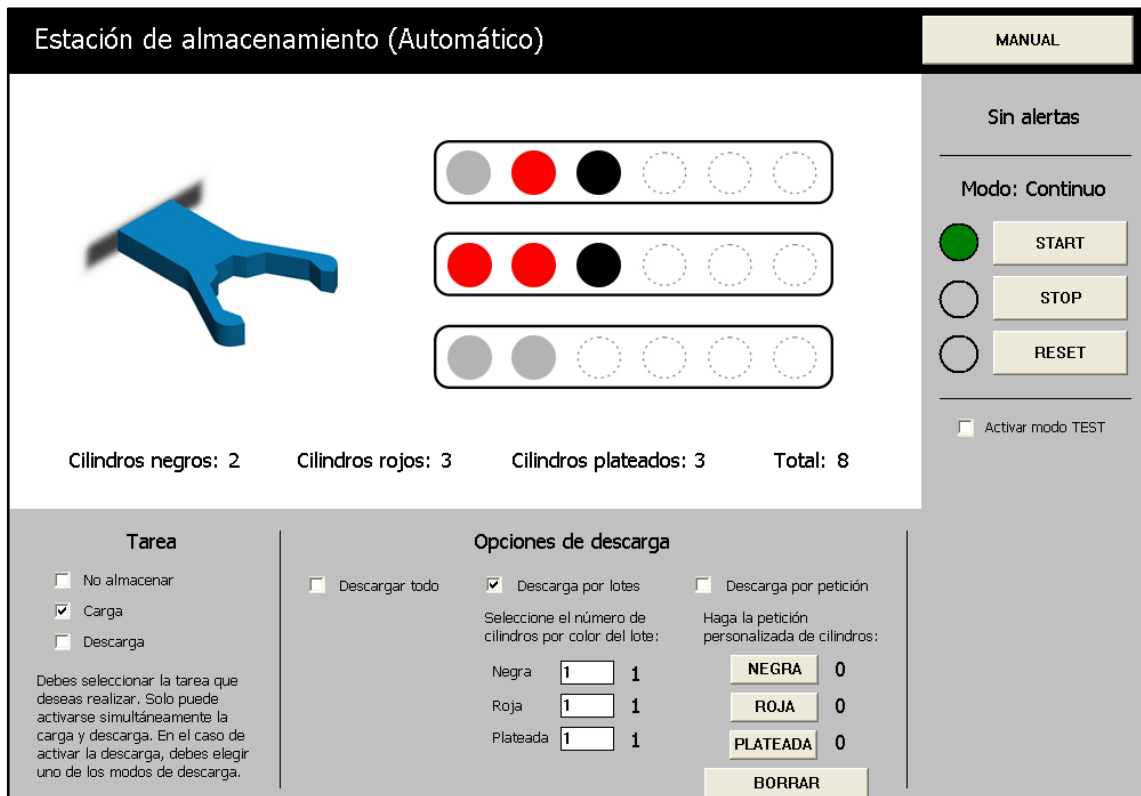 Estación de almacenamiento (Automático)
MANUAL
Sin alertas
Modo: Continuo
START
STOP
RESET
Activar modo TEST
Cilindros negros: 2 Cilindros rojos: 3 Cilindros plateados: 3 Total: 8
Tarea
No almacenar
Carga
Descarga
Debes seleccionar la tarea que
deseas realizar. Solo puede
activarse simultáneamente la
carga y descarga. En el caso de
activar la descarga, debes elegir
uno de los modos de descarga.
Opciones de descarga
Descargar todo
Descarga por lotes
Seleccione el número de
cilindros por color del lote:
Negra 1 1
Roja 1 1
Plateada 1 1
Descarga por petición
Haga la petición
personalizada de cilindros:
NEGRA 0
ROJA 0
PLATEADA 0
BORRAR